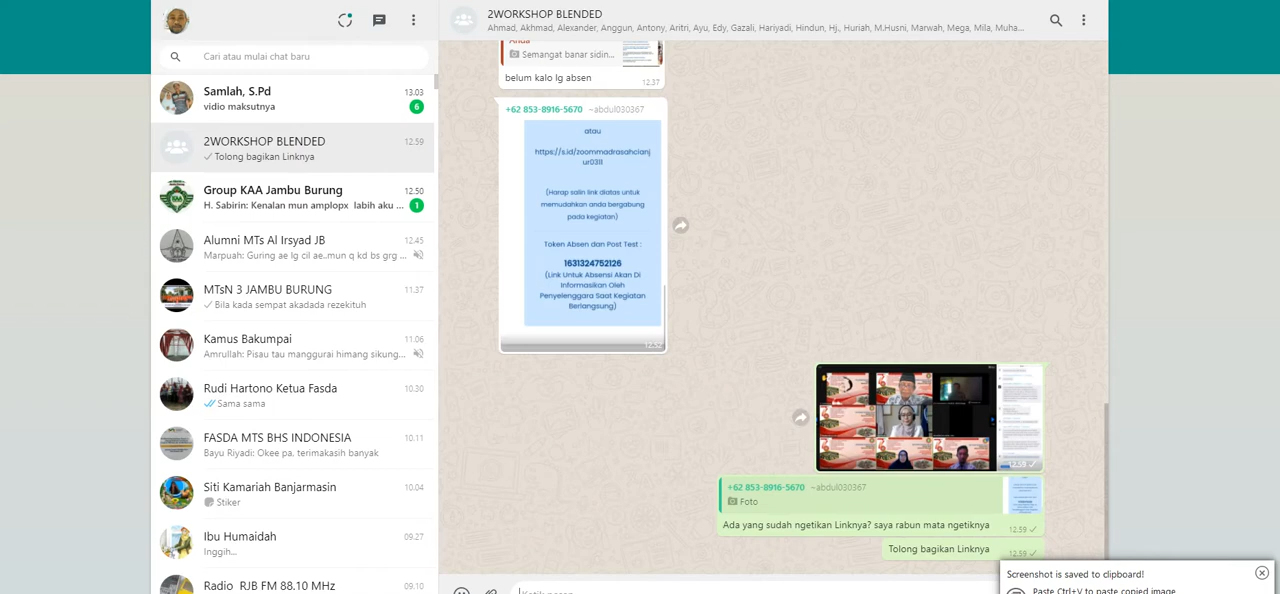 Cari atau mulai chat baru
Samlah, S.Pd
13.03
vidio maksutnya
6
2WORKSHOP BLENDED
12.59
Tolong bagikan Linknya
Group KAA Jambu Burung
12.50
H. Sabirin: Kenalan mun amplopx labih aku ...
1
Alumni MTs Al Irsyad JB
12.45
Marpuah: Guring ae lg cil ae..mun q kd bs grg ...
MTsN 3 JAMBU BURUNG
11.37
Bila kada sempat akadada rezekituh
Kamus Bakumpai
11.06
Amrullah: Pisau tau manggurai himang sikung...
Rudi Hartono Ketua Fassda
10.30
Sama sama
FASDA MTS BHS INDONESIA
10.11
terima kasih banyak
Siti Kamariah Banjarmasin
10.04
Stiker
Ibu Humaidah
09.27
Inggih...
Radio RJB FM 88.10 MHz
09.10
2WORKSHOP BLENDED
Ahmad, Akhmad, Alexander, Anggun, Antony, Aritri, Ayu, Edy, Gazali, Hariyadi, Hindun, Hj., Huriah, M.Husni, Marwah, Mega, Mila, Muha...
Anda
Semangat banar sidin...
belum kalo lg absen
12.37
+62 853-8916-5670 ~abdul030367
atau
https://s.id/zoommadrasahcianj
ur0311
(Harap salin link diatas untuk
memudahkan anda bergabung
pada kegiatan)
Token Absen dan Post Test :
1631324752126
(Link Untuk Absensi Akan Di
Informasikan Oleh
Penyelenggara Saat Kegiatan
Berlangsung)
12.52
12.59
+62 853-8916-5670 ~abdul030367
Foto
Ada yang sudah ngetikan Linknya? saya rabun mata ngetiknya
12.59
Tolong bagikan Linknya
12.59
Screenshot is saved to clipboard!
Paste Ctrl+V to paste copied image